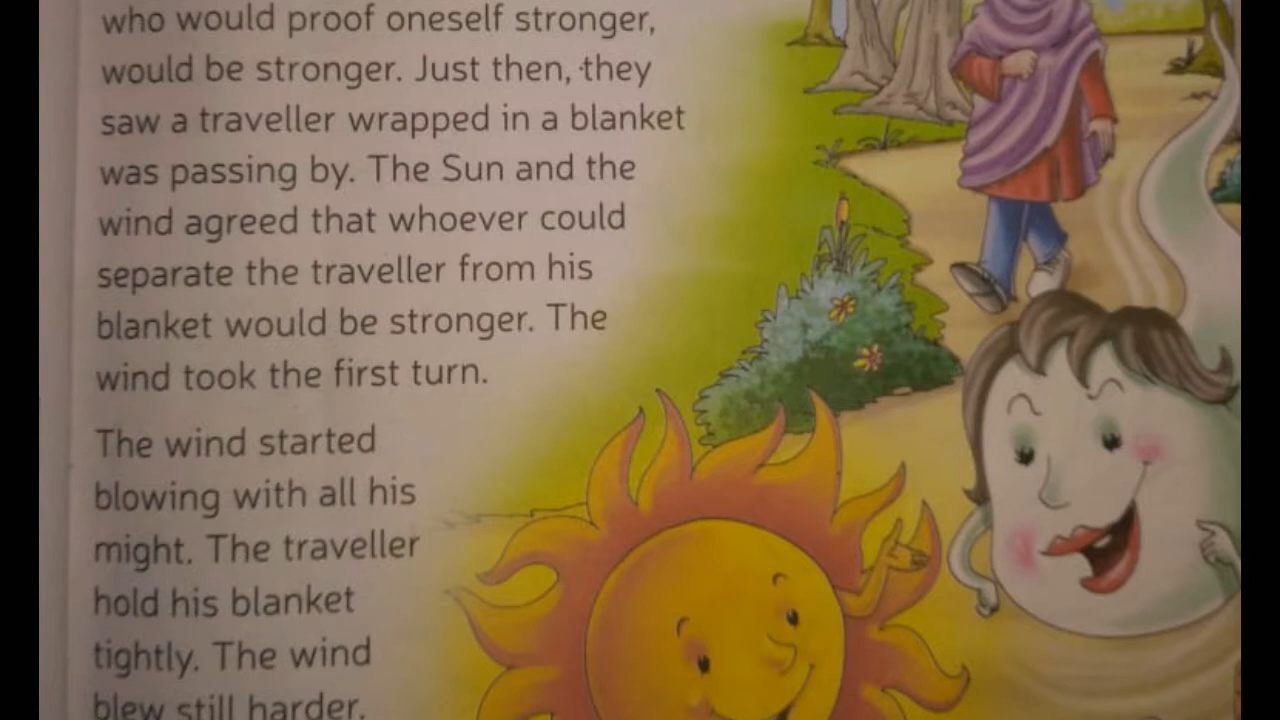 who would proof oneself stronger,
would be stronger. Just then, they
saw a traveller wrapped in a blanket
was passing by. The Sun and the
wind agreed that whoever could
separate the traveller from his
blanket would be stronger. The
wind took the first turn.
The wind started
blowing with all his
might. The traveller
hold his blanket
tightly. The wind
blew still harder.